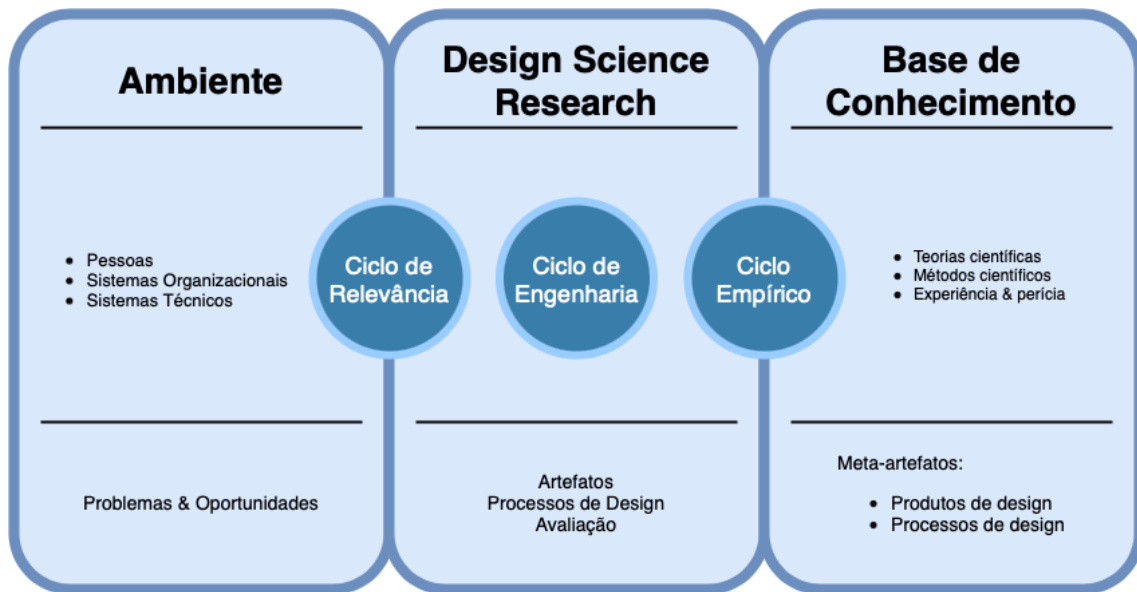 Ambiente
Design Science
Research
Base de
Conhecimento
• Pessoas
• Sistemas Organizacionais
• Sistemas Técnicos
Ciclo de
Relevância
Ciclo de
Engenharia
Ciclo
Empírico
• Teorias científicas
• Métodos científicos
• Experiência & perícia
Problemas & Oportunidades
Artefatos
Processos de Design
Avaliação
Meta-artefatos:
• Produtos de design
• Processos de design